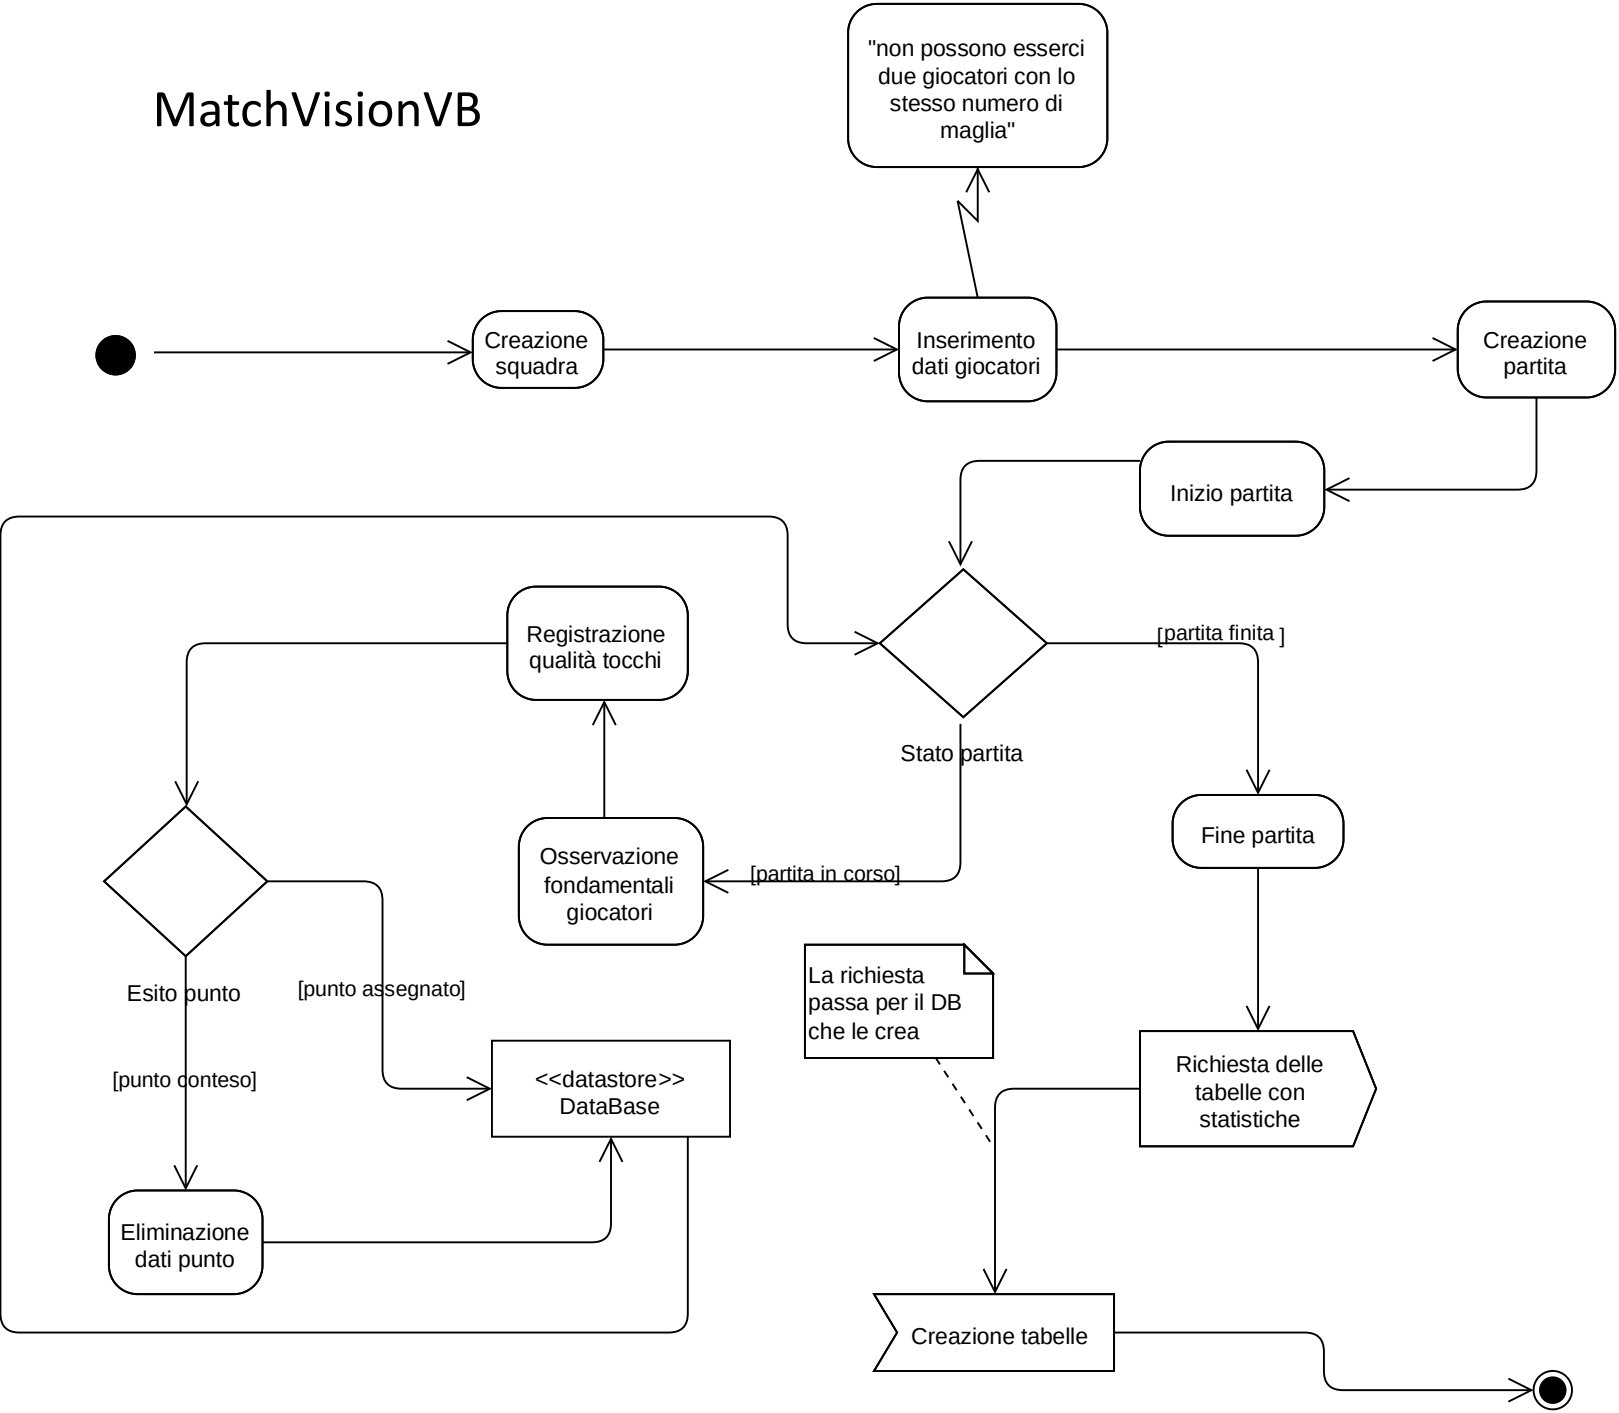 "non possono esserci
due giocatori con lo
stesso numero di
maglia"
MatchVisionVB
Creazione
squadra
Inserimento
dati giocatori
Creazione
partita
Inizio partita
Registrazione
qualità tocchi
[partita finita ]
Stato partita
Fine partita
Osservazione
fondamentali
giocatori
[partita in corso]
Esito punto
[punto assegnato]
La richiesta
passa per il DB
che le crea
[punto conteso]
<<datastore>>
DataBase
Richiesta delle
tabelle con
statistiche
Eliminazione
dati punto
Creazione tabelle